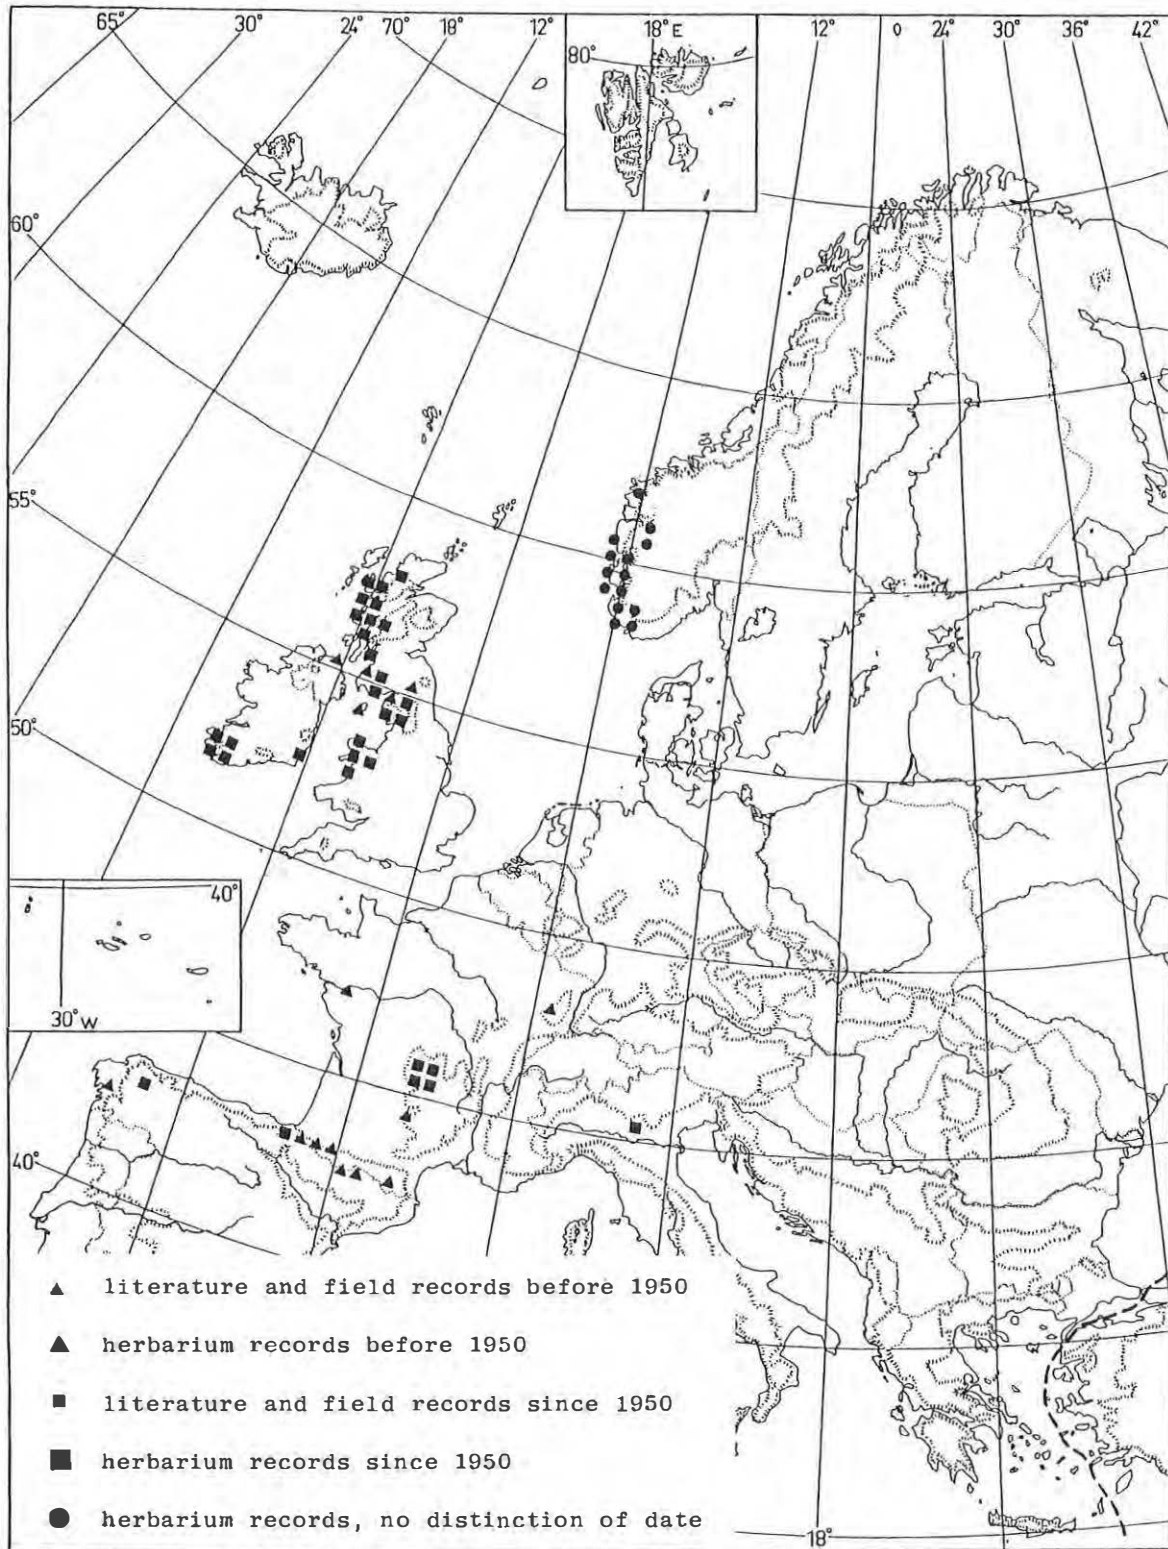 65° 30° 24° 70° 18° 12° 18° E 12° 0 24° 30° 36° 42°
80°
60°
55°
50°
40°
30° W
40°
literature and field records before 1950
herbarium records before 1950
literature and field records since 1950
herbarium records since 1950
herbarium records, no distinction of date
18°